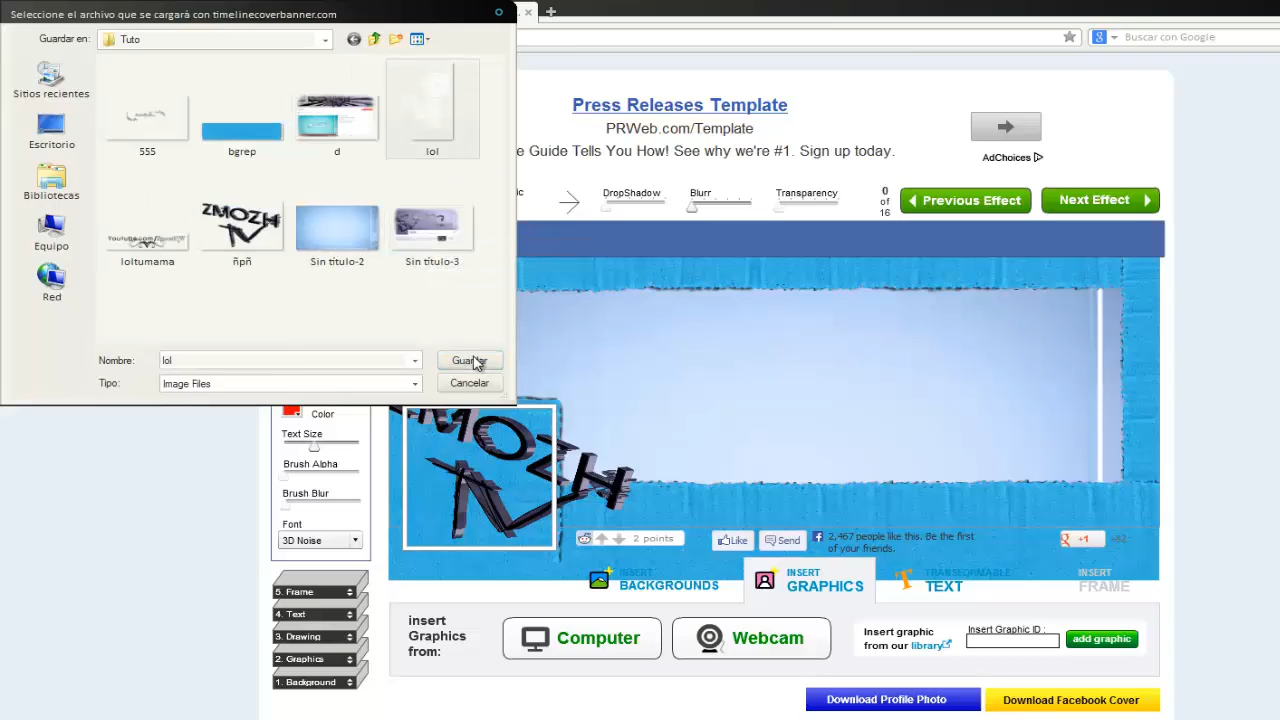 Seleccione el archivo que se cargará con timelinecoverbanner.com
Guardar en:
Tuto
Sitios recientes
Escritorio
Bibliotecas
Equipo
Red
555
bgrep
d
lol
loltumama
ñpñ
Sin título-2
Sin título-3
Nombre:
lol
Guardar
Tipo:
Image Files
Cancelar
Buscar con Google
Press Releases Template
PRWeb.com/Template
e Guide Tells You How! See why we're #1. Sign up today.
AdChoices
ic
DropShadow
Blurr
Transparency
0
of
16
Previous Effect
Next Effect
Color
Text Size
Brush Alpha
Brush Blur
Font
3D Noise
5. Frame
4. Text
3. Drawing
2. Graphics
1. Background
ZMOZH
TV
2 points
Like
Send
2,467 people like this. Be the first
of your friends.
+1
INSERT
BACKGROUNDS
INSERT
GRAPHICS
TRANSFORMABLE
TEXT
INSERT
FRAME
insert
Graphics
from:
Computer
Webcam
Insert graphic
from our library
Insert Graphic ID :
add graphic
Download Profile Photo
Download Facebook Cover